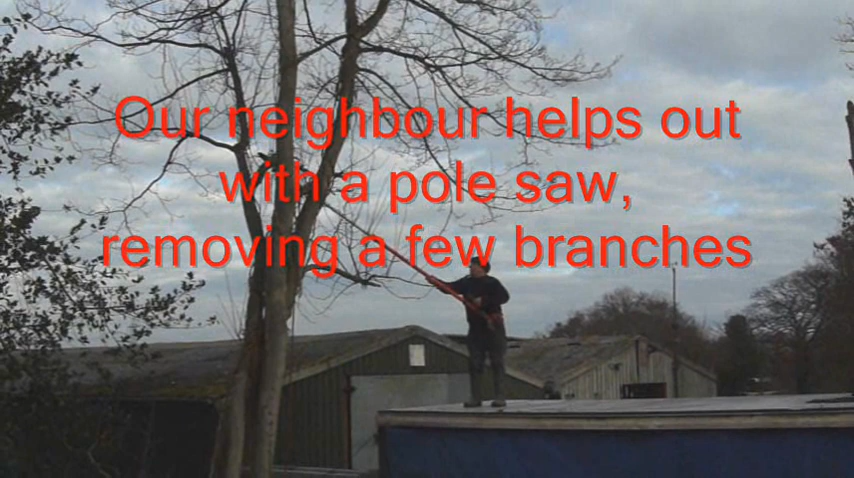 Our neighbour helps out
with a pole saw,
removing a few branches